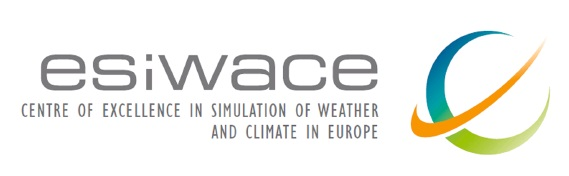 esiwace
CENTRE OF EXCELLENCE IN SIMULATION OF WEATHER
AND CLIMATE IN EUROPE